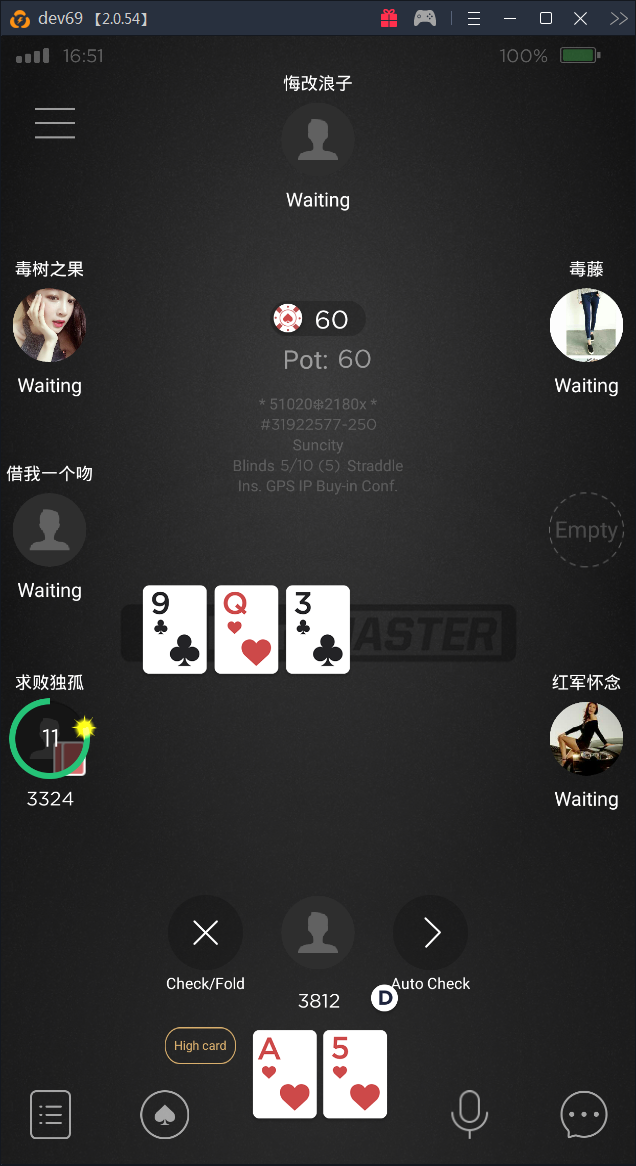 dev69 【2.0.54】
16:51
100%
悔改浪子
Waiting
毒树之果
毒藤
Waiting
Waiting
60
Pot: 60
* 51020❄2180x *
#31922577-250
Suncity
Blinds 5/10 (5) Straddle
Ins. GPS IP Buy-in Conf.
借我一个吻
Waiting
Empty
9 Q 3
ASTER
求败独孤
红军怀念
11
3324
Waiting
Check/Fold
Auto Check
3812
D
High card
A 5